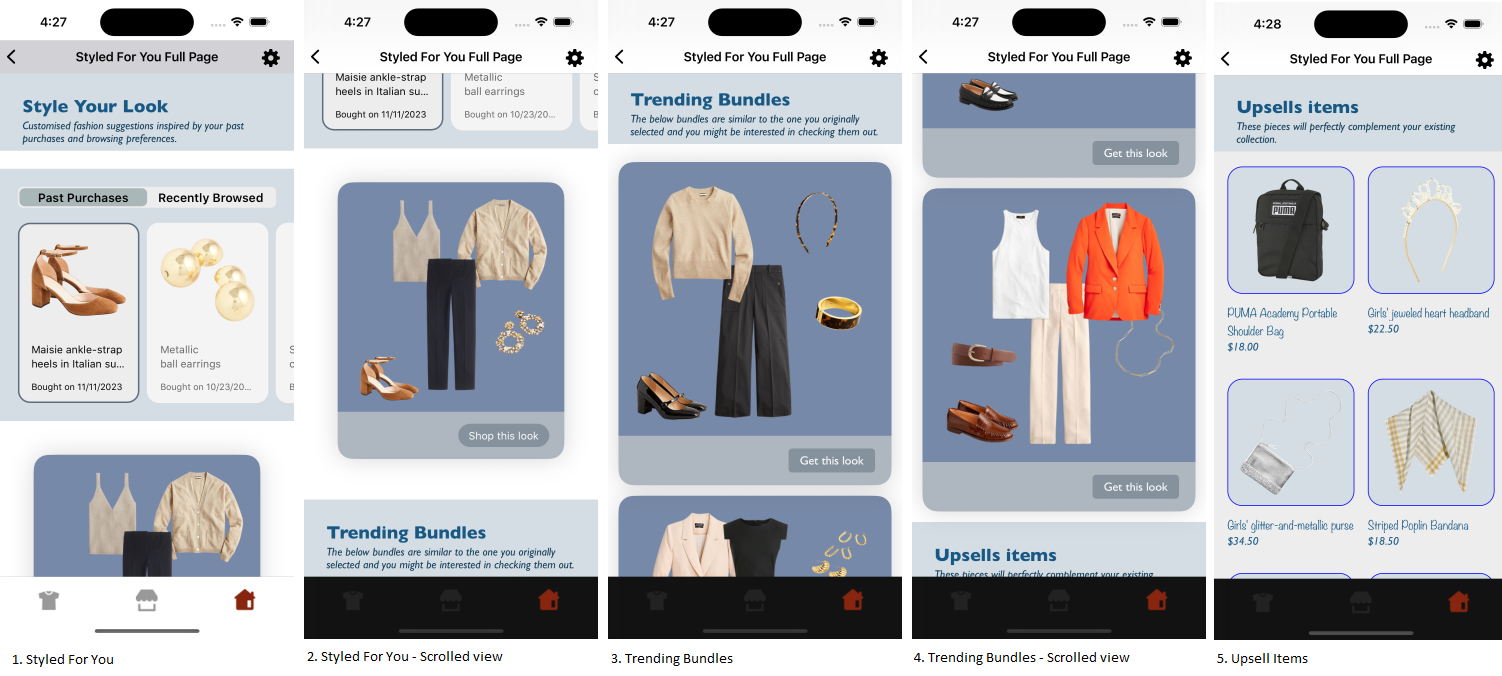 4:27
Styled For You Full Page
Style Your Look
Customised fashion suggestions inspired by your past
purchases and browsing preferences.
Past Purchases
Recently Browsed
Maisie ankle-strap
heels in Italian su...
Bought on 11/11/2023
Metallic
ball earrings
Bought on 10/23/20...
S
c
B
1. Styled For You
4:27
Styled For You Full Page
Maisie ankle-strap
heels in Italian su...
Bought on 11/11/2023
Metallic
ball earrings
Bought on 10/23/20...
S
c
B
Shop this look
Trending Bundles
The below bundles are similar to the one you originally
selected and you might be interested in checking them out.
2. Styled For You - Scrolled view
4:27
Styled For You Full Page
Trending Bundles
The below bundles are similar to the one you originally
selected and you might be interested in checking them out.
Get this look
3. Trending Bundles
4:27
Styled For You Full Page
Get this look
Get this look
Upsells items
These pieces will perfectly complement your existing
4. Trending Bundles - Scrolled view
4:28
Styled For You Full Page
Upsells items
These pieces will perfectly complement your existing
collection.
PUMA
PUMA Academy Portable
Shoulder Bag
$18.00
Girls' jeweled heart headband
$22.50
Girls' glitter-and-metallic purse
$34.50
Striped Poplin Bandana
$18.50
5. Upsell Items